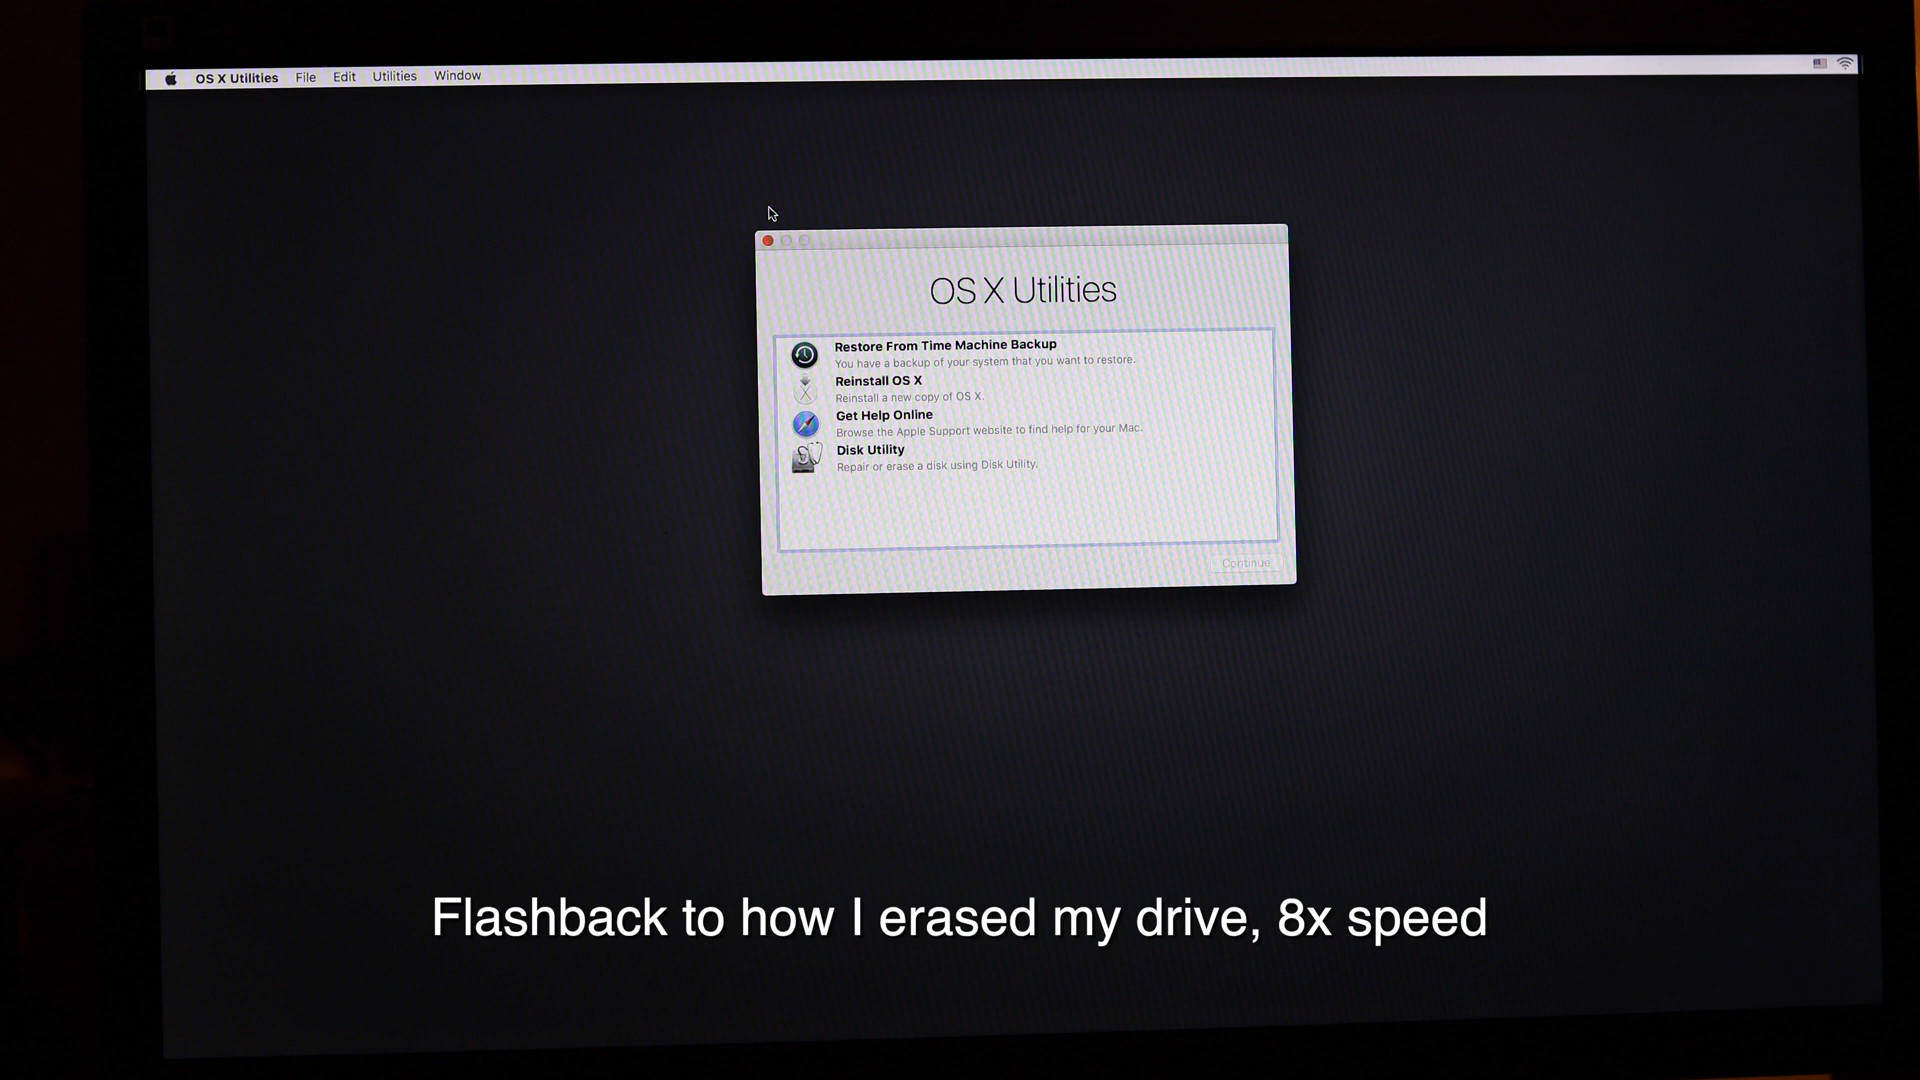 OS X Utilities File Edit Utilities Window
OS X Utilities
Restore From Time Machine Backup
You have a backup of your system that you want to restore.
Reinstall OS X
Reinstall a new copy of OS X.
Get Help Online
Browse the Apple Support website to find help for your Mac.
Disk Utility
Repair or erase a disk using Disk Utility.
Continue
Flashback to how I erased my drive, 8x speed